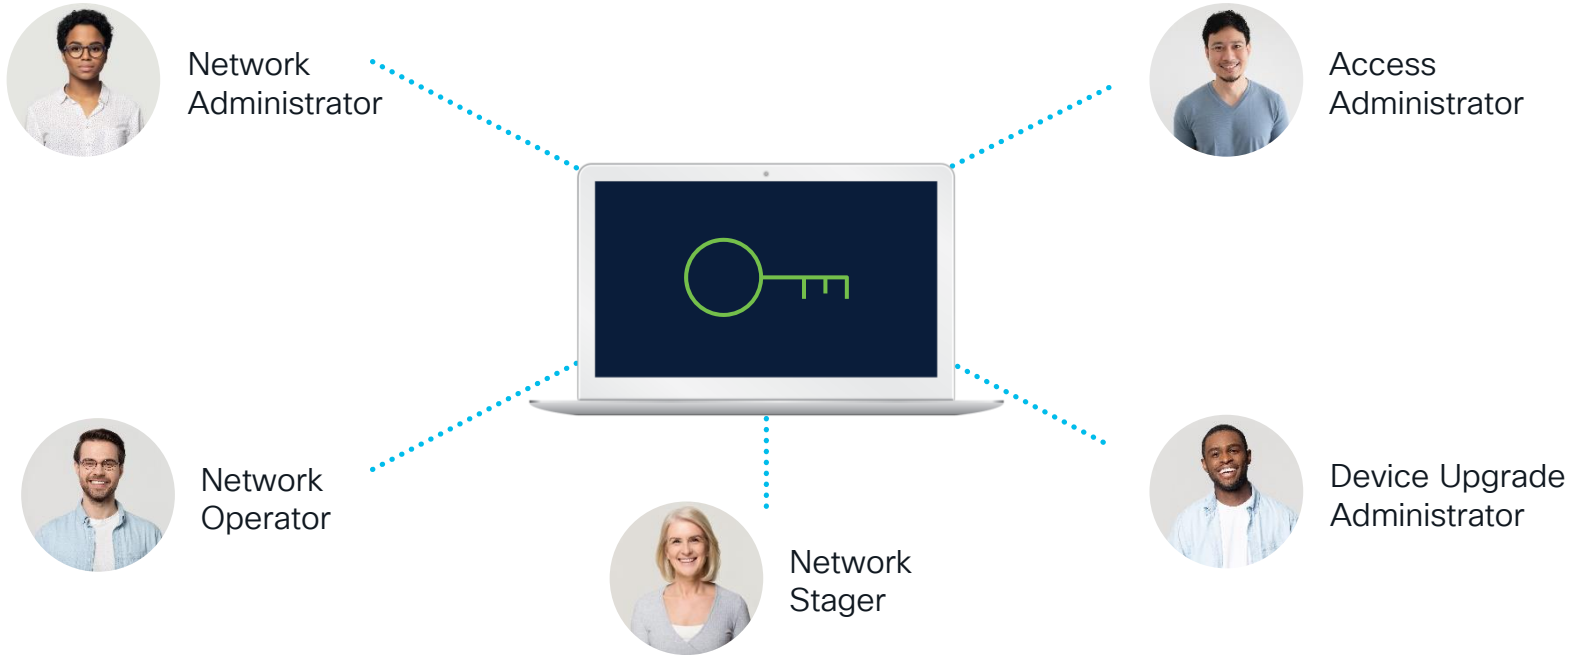 Network
Administrator
Access
Administrator
Network
Operator
Network
Stager
Device Upgrade
Administrator